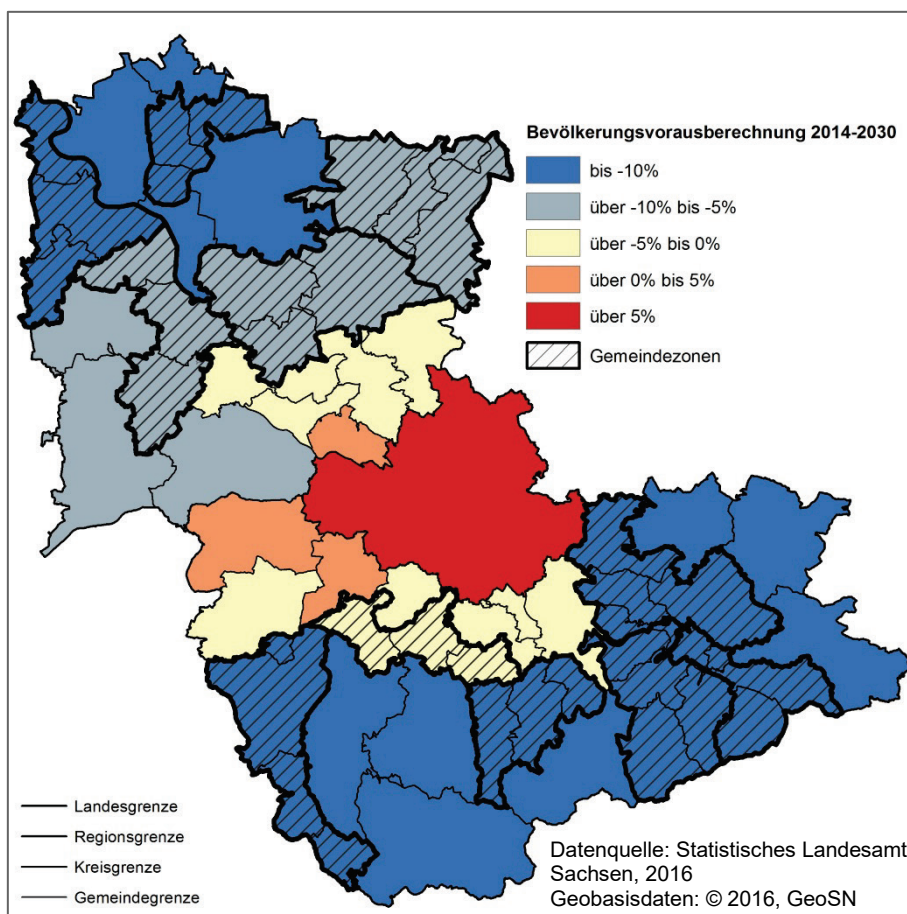 Bevölkerungsvorausberechnung 2014-2030
bis -10%
über -10% bis -5%
über -5% bis 0%
über 0% bis 5%
über 5%
Gemeindezonen
Landesgrenze
Regionsgrenze
Kreisgrenze
Gemeindegrenze
Datenquelle: Statistisches Landesamt
Sachsen, 2016
Geobasisdaten: © 2016, GeoSN